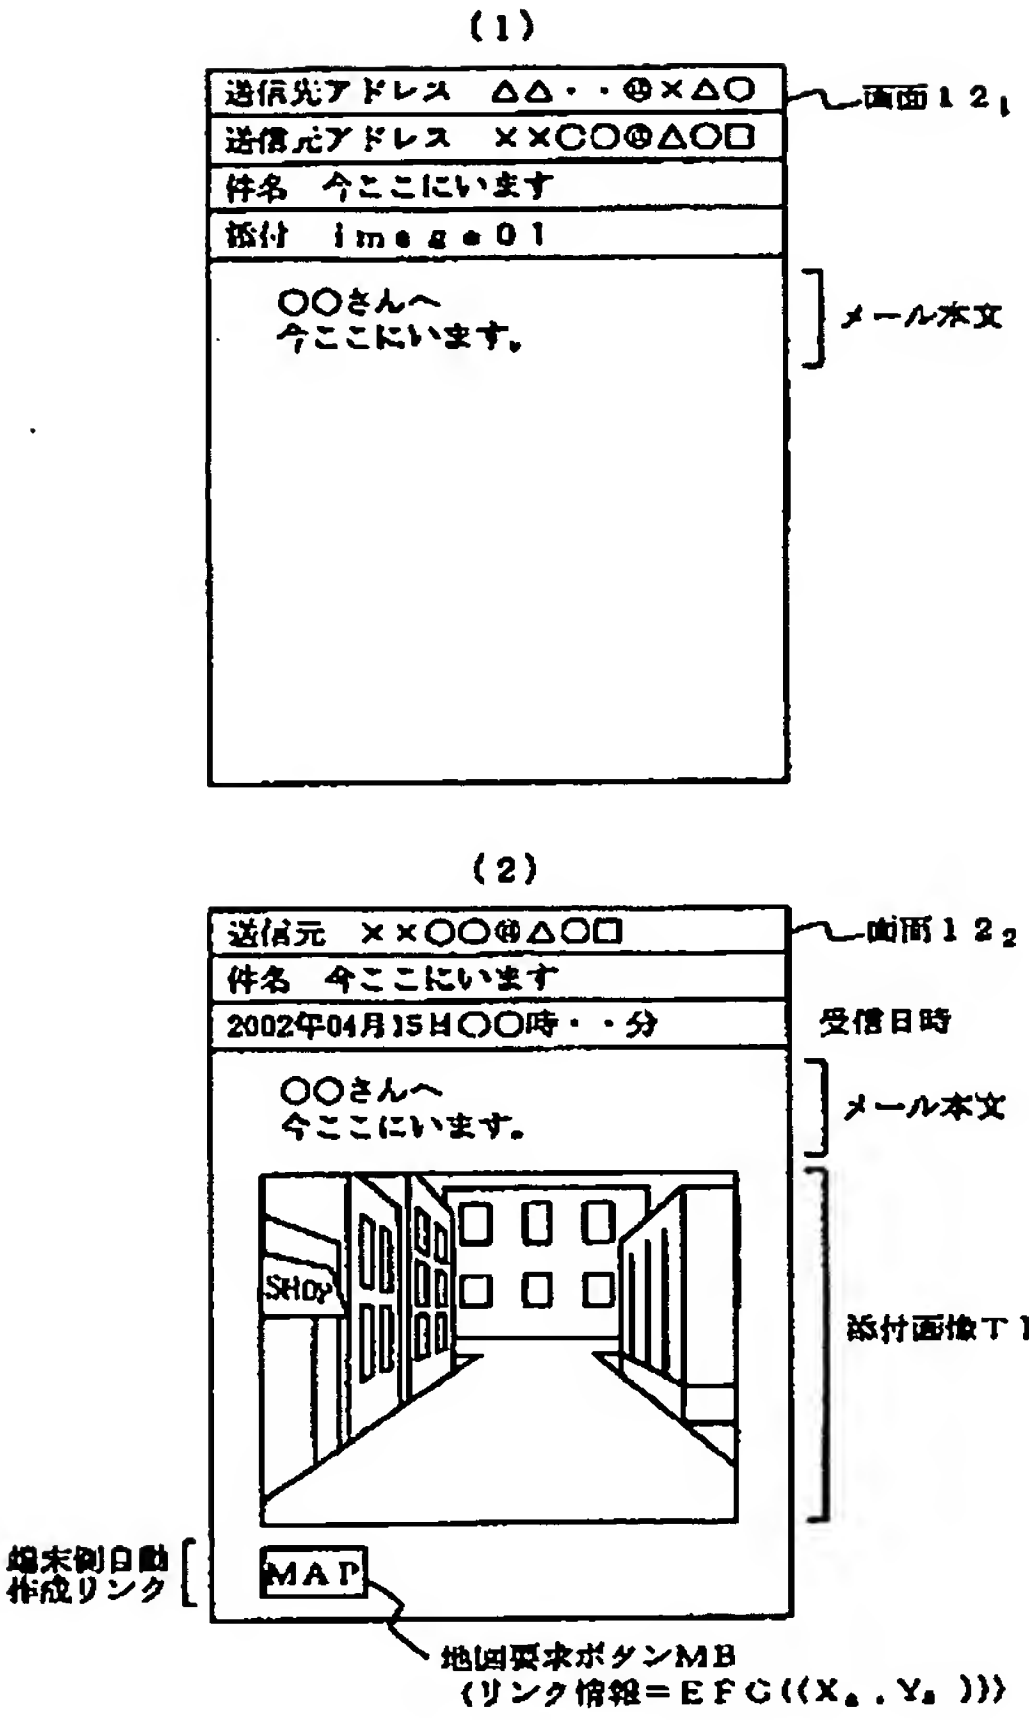 (1)
送信先アドレス △△・・@×△○
画面12₁
送信元アドレス ××○○@△○□
件名 今ここにいます
添付 image01
○○さんへ
今ここにいます。
メール本文
(2)
送信元 ××○○@△○□
画面12₂
件名 今ここにいます
2002年04月15日○○時・・分
受信日時
○○さんへ
今ここにいます。
メール本文
SHOP
添付画像T1
端末側自動
作成リンク
MAP
地図要求ボタンMB
(リンク情報=EFC((Xₐ,Yₐ)))